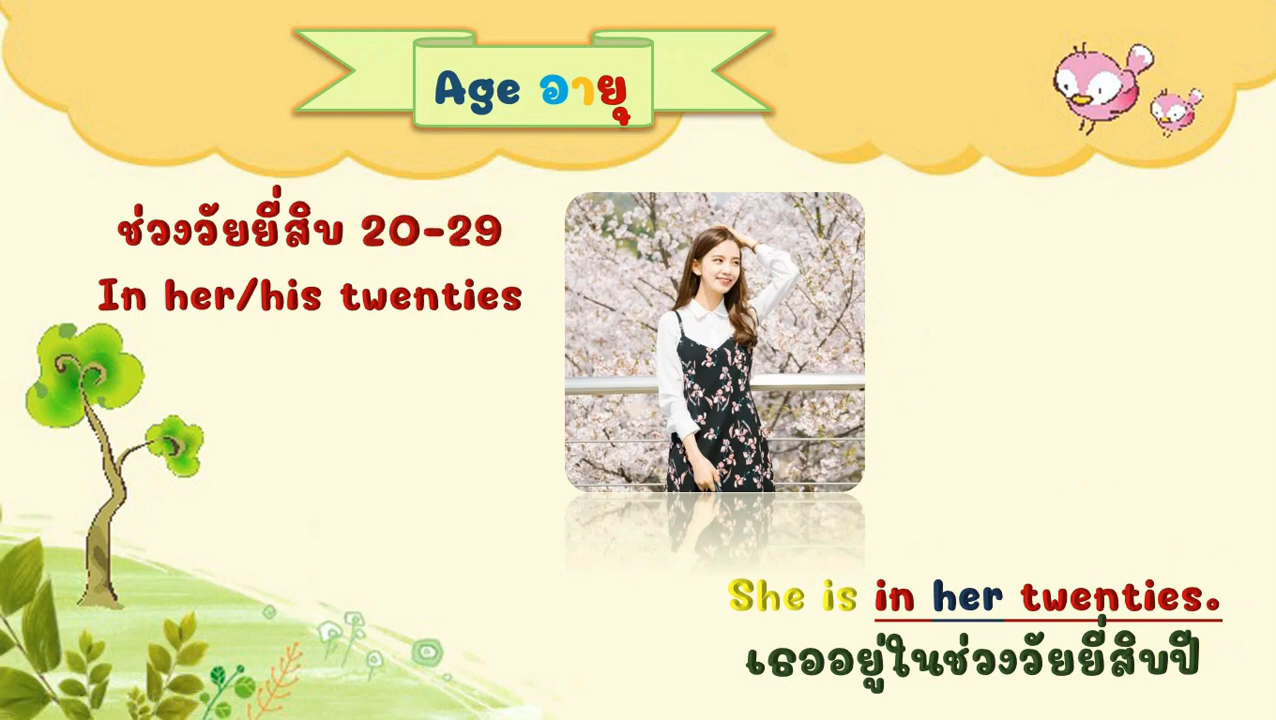 Age อายุ
ช่วงวัยยี่สิบ 20-29
In her/his twenties
She is in her twenties.
เธออยู่ในช่วงวัยยี่สิบปี